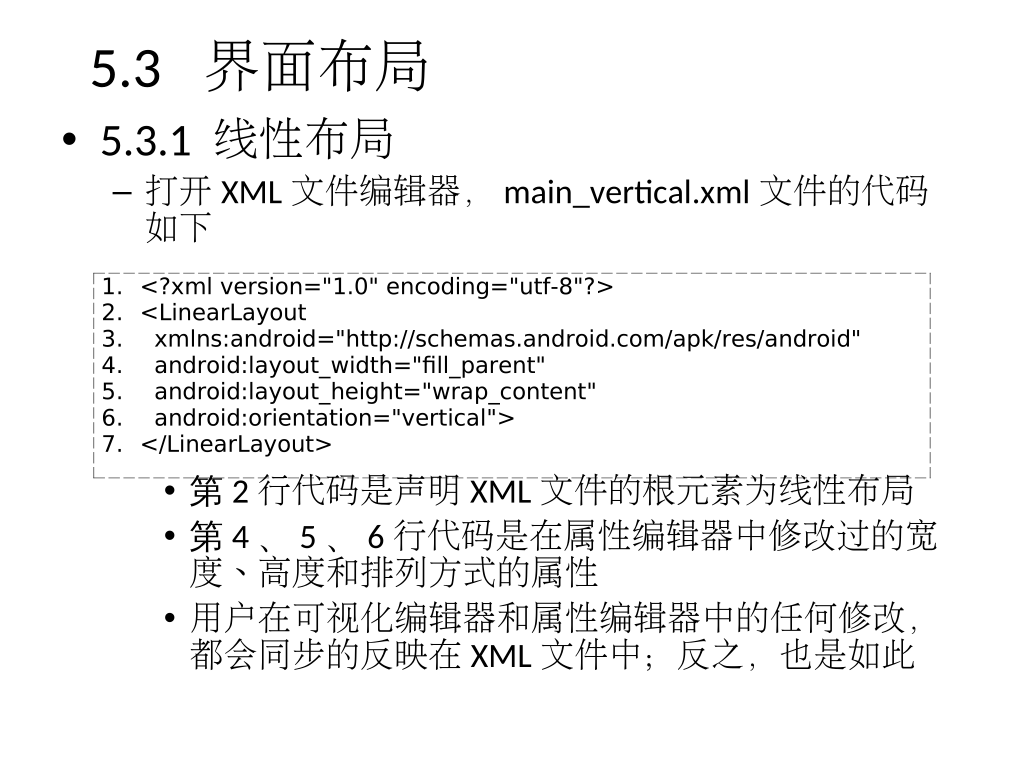 5.3 界面布局
• 5.3.1 线性布局
– 打开 XML 文件编辑器， main_vertical.xml 文件的代码
如下
1. <?xml version="1.0" encoding="utf-8"?>
2. <LinearLayout
3. xmlns:android="http://schemas.android.com/apk/res/android"
4. android:layout_width="fill_parent"
5. android:layout_height="wrap_content"
6. android:orientation="vertical">
7. </LinearLayout>
• 第 2 行代码是声明 XML 文件的根元素为线性布局
• 第 4 、 5 、 6 行代码是在属性编辑器中修改过的宽
度、高度和排列方式的属性
• 用户在可视化编辑器和属性编辑器中的任何修改，
都会同步的反映在 XML 文件中；反之，也是如此